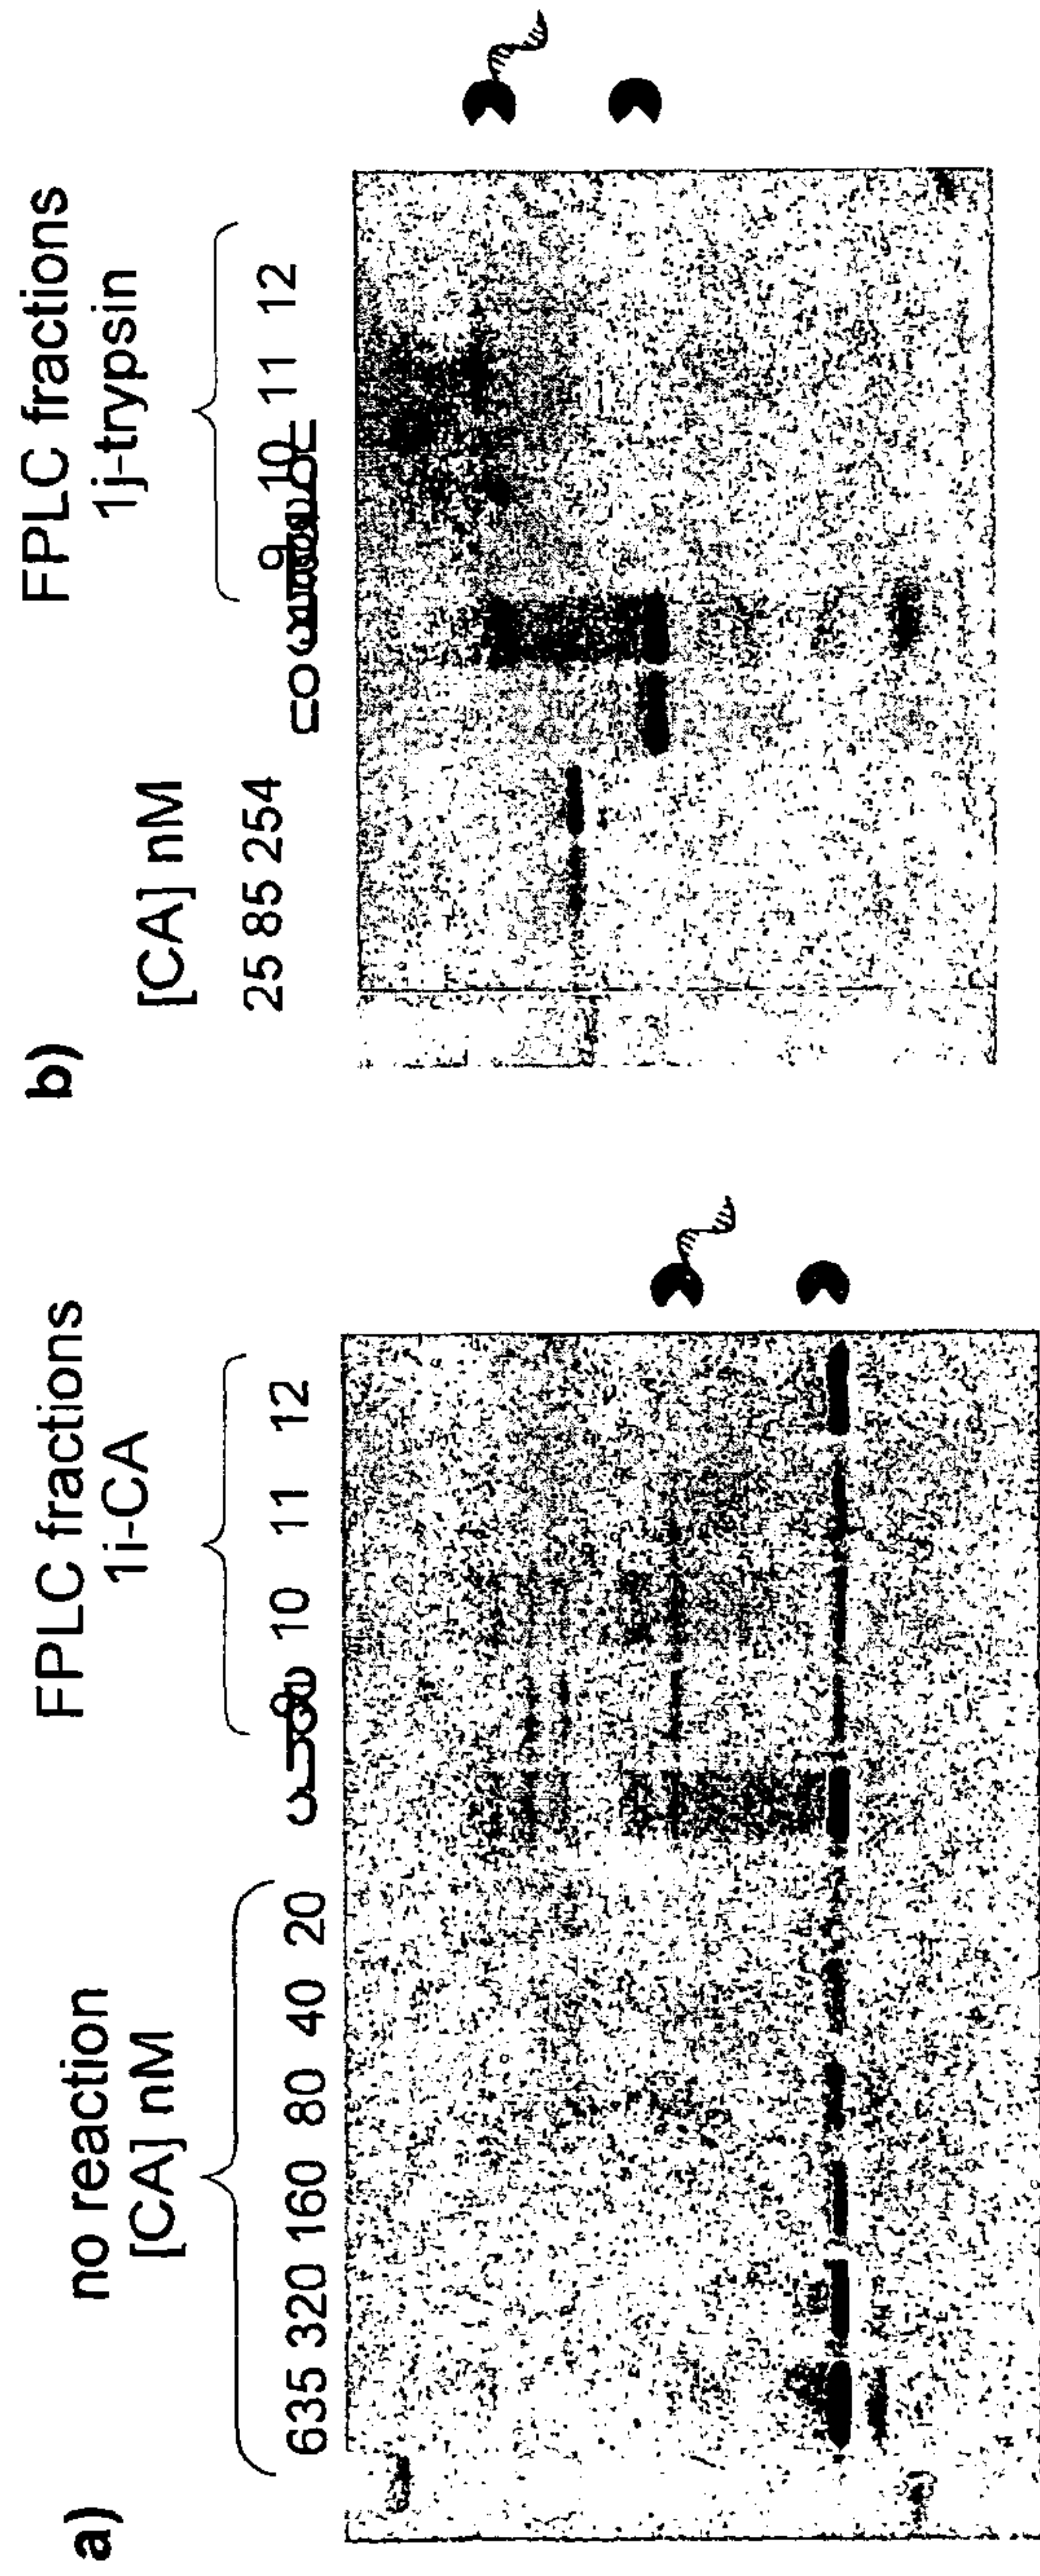 a)
no reaction
[CA] nM
635 320 160 80 40 20
FPLC fractions
1i-CA
9 10 11 12
b)
[CA] nM
25 85 254
FPLC fractions
1j-trypsin
9 10 11 12